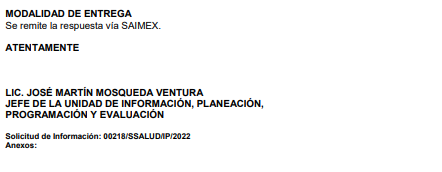 MODALIDAD DE ENTREGA
Se remite la respuesta vía SAIMEX.
ATENTAMENTE
LIC. JOSÉ MARTÍN MOSQUEDA VENTURA
JEFE DE LA UNIDAD DE INFORMACIÓN, PLANEACIÓN,
PROGRAMACIÓN Y EVALUACIÓN
Solicitud de Información: 00218/SSALUD/IP/2022
Anexos: